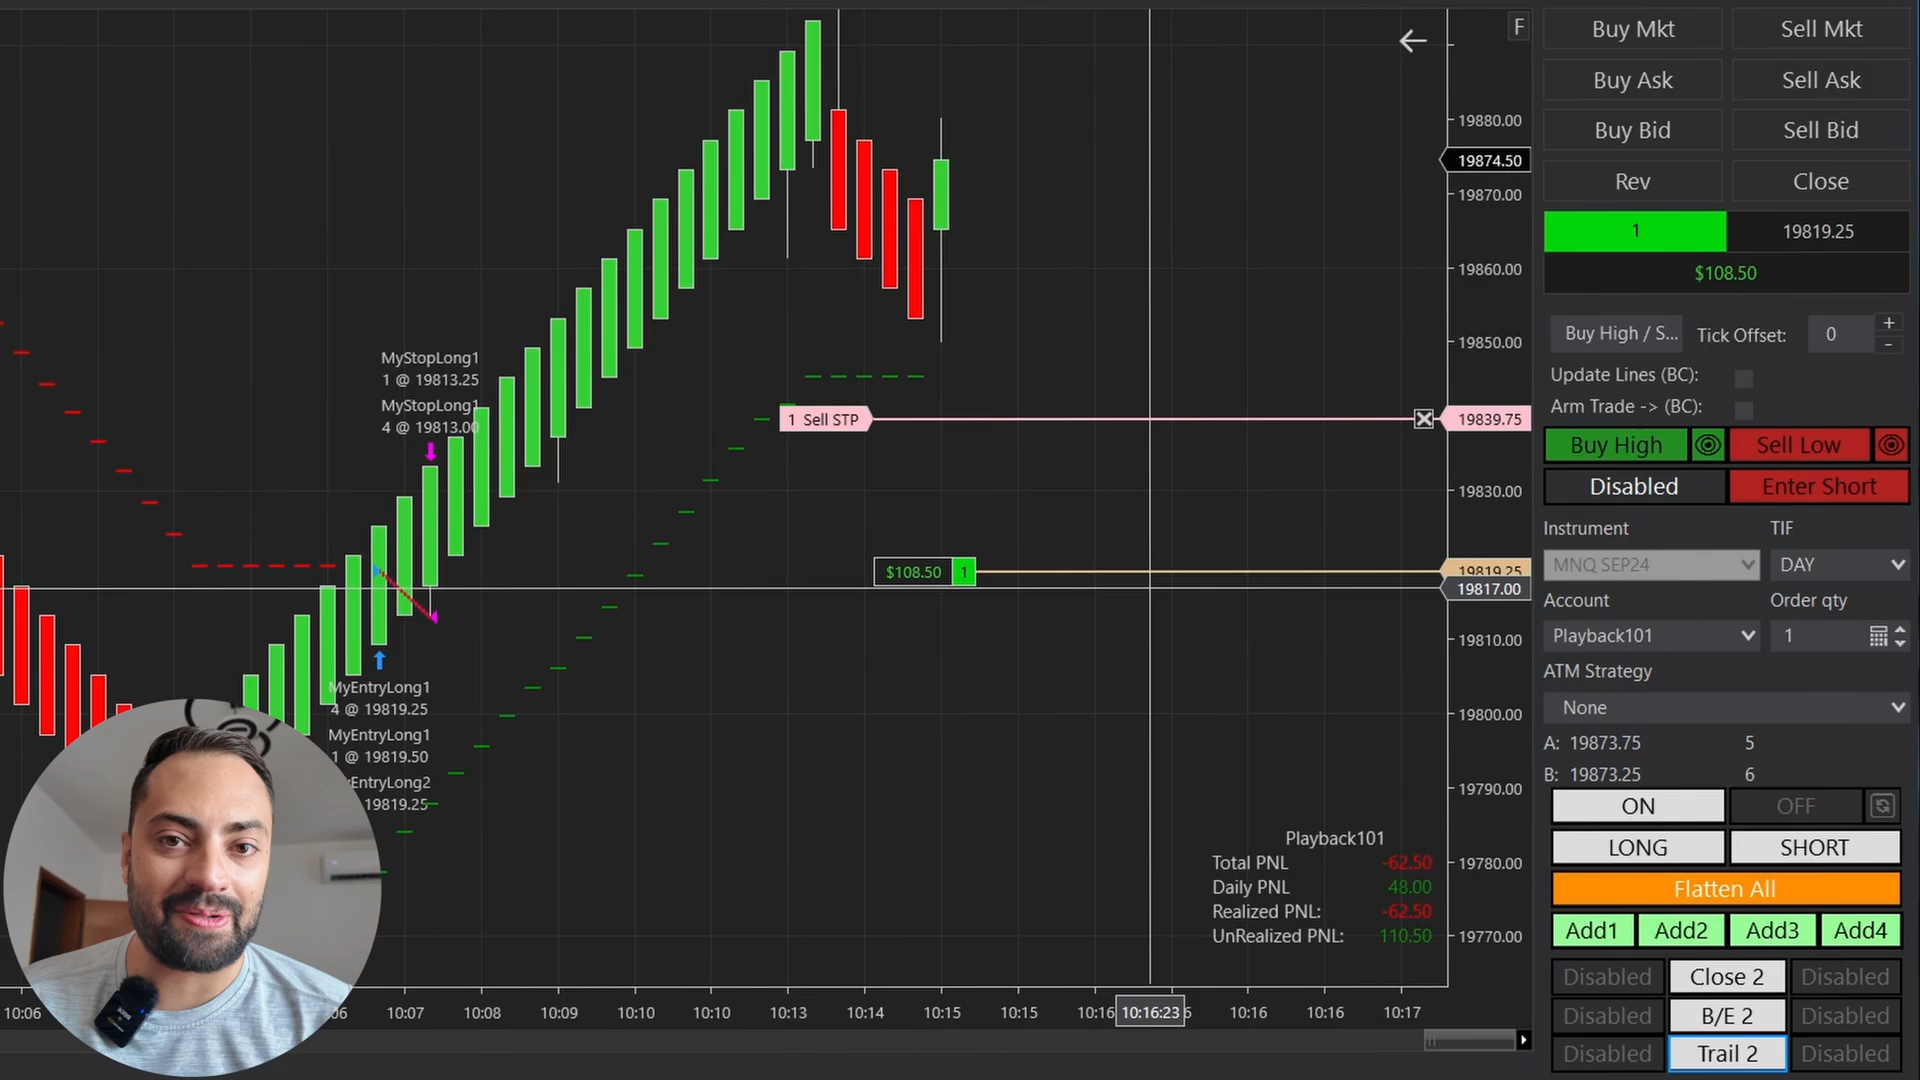 F
19880.00
19874.50
19870.00
19860.00
19850.00
19839.75
19830.00
19819.25
19817.00
19810.00
19800.00
19790.00
19780.00
19770.00
MyStopLong1
1 @ 19813.25
MyStopLong1
4 @ 19813.00
1 Sell STP
$108.50 1
MyEntryLong1
4 @ 19819.25
MyEntryLong1
1 @ 19819.50
yEntryLong2
19819.25
Playback101
Total PNL -62.50
Daily PNL 48.00
Realized PNL: -62.50
UnRealized PNL: 110.50
10:06 06 10:07 10:08 10:09 10:10 10:10 10:13 10:14 10:15 10:15 10:16 10:16:23 6 10:16 10:16 10:17
Buy Mkt Sell Mkt
Buy Ask Sell Ask
Buy Bid Sell Bid
Rev Close
1 19819.25
$108.50
Buy High / S... Tick Offset: 0 + -
Update Lines (BC):
Arm Trade -> (BC):
Buy High Sell Low
Disabled Enter Short
Instrument TIF
MNQ SEP24 DAY
Account Order qty
Playback101 1
ATM Strategy
None
A: 19873.75 5
B: 19873.25 6
ON OFF
LONG SHORT
Flatten All
Add1 Add2 Add3 Add4
Disabled Close 2 Disabled
Disabled B/E 2 Disabled
Disabled Trail 2 Disabled